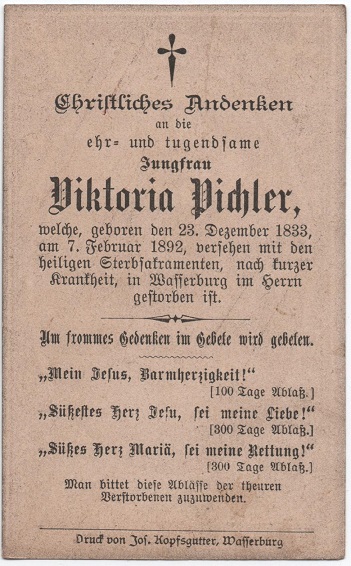 Christliches Andenken
an die
ehr- und tugendsame
Jungfrau
Viktoria Pichler,
welche, geboren den 23. Dezember 1833,
am 7. Februar 1892, versehen mit den
heiligen Sterbsakramenten, nach kurzer
Krankheit, in Wasserburg im Herrn
gestorben ist.
Um frommes Gedenken im Gebete wird gebeten.
„Mein Jesus, Barmherzigkeit!“
[100 Tage Ablaß.]
„Süßestes Herz Jesu, sei meine Liebe!“
[300 Tage Ablaß.]
„Süßes Herz Mariä, sei meine Rettung!“
[300 Tage Ablaß.]
Man bittet diese Ablässe der theuren
Verstorbenen zuzuwenden.
Druck von Jos. Kopfsgutter, Wasserburg